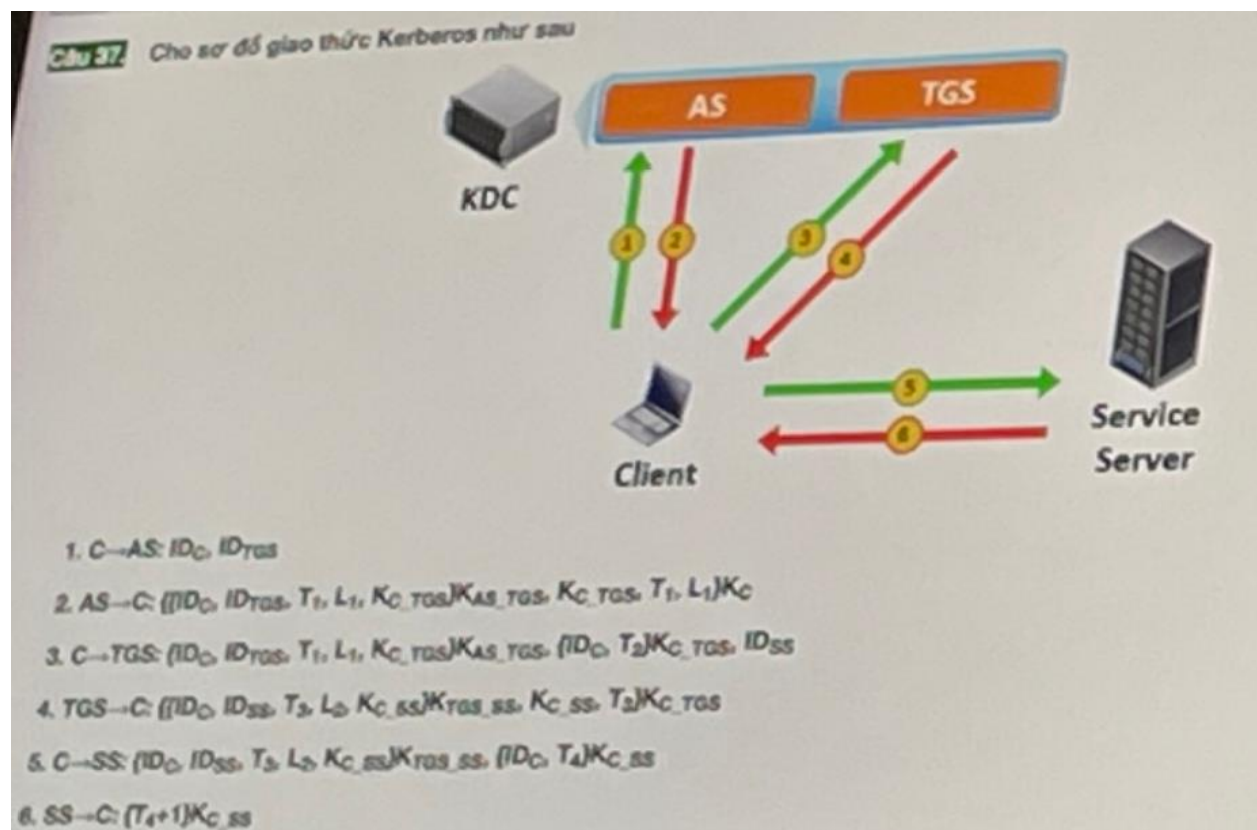 Câu 37. Cho sơ đồ giao thức Kerberos như sau
AS
TGS
KDC
1
2
3
4
5
6
Client
Service
Server
1. C→AS: ID_C, ID_TGS
2. AS→C: {{ID_C, ID_TGS, T_1, L_1, K_C_TGS}K_AS_TGS, K_C_TGS, T_1, L_1}K_C
3. C→TGS: {ID_C, ID_TGS, T_1, L_1, K_C_TGS}K_AS_TGS, {ID_C, T_2}K_C_TGS, ID_SS
4. TGS→C: {{ID_C, ID_SS, T_3, L_2, K_C_SS}K_TGS_SS, K_C_SS, T_3}K_C_TGS
5. C→SS: {ID_C, ID_SS, T_3, L_2, K_C_SS}K_TGS_SS, {ID_C, T_4}K_C_SS
6. SS→C: {T_4+1}K_C_SS